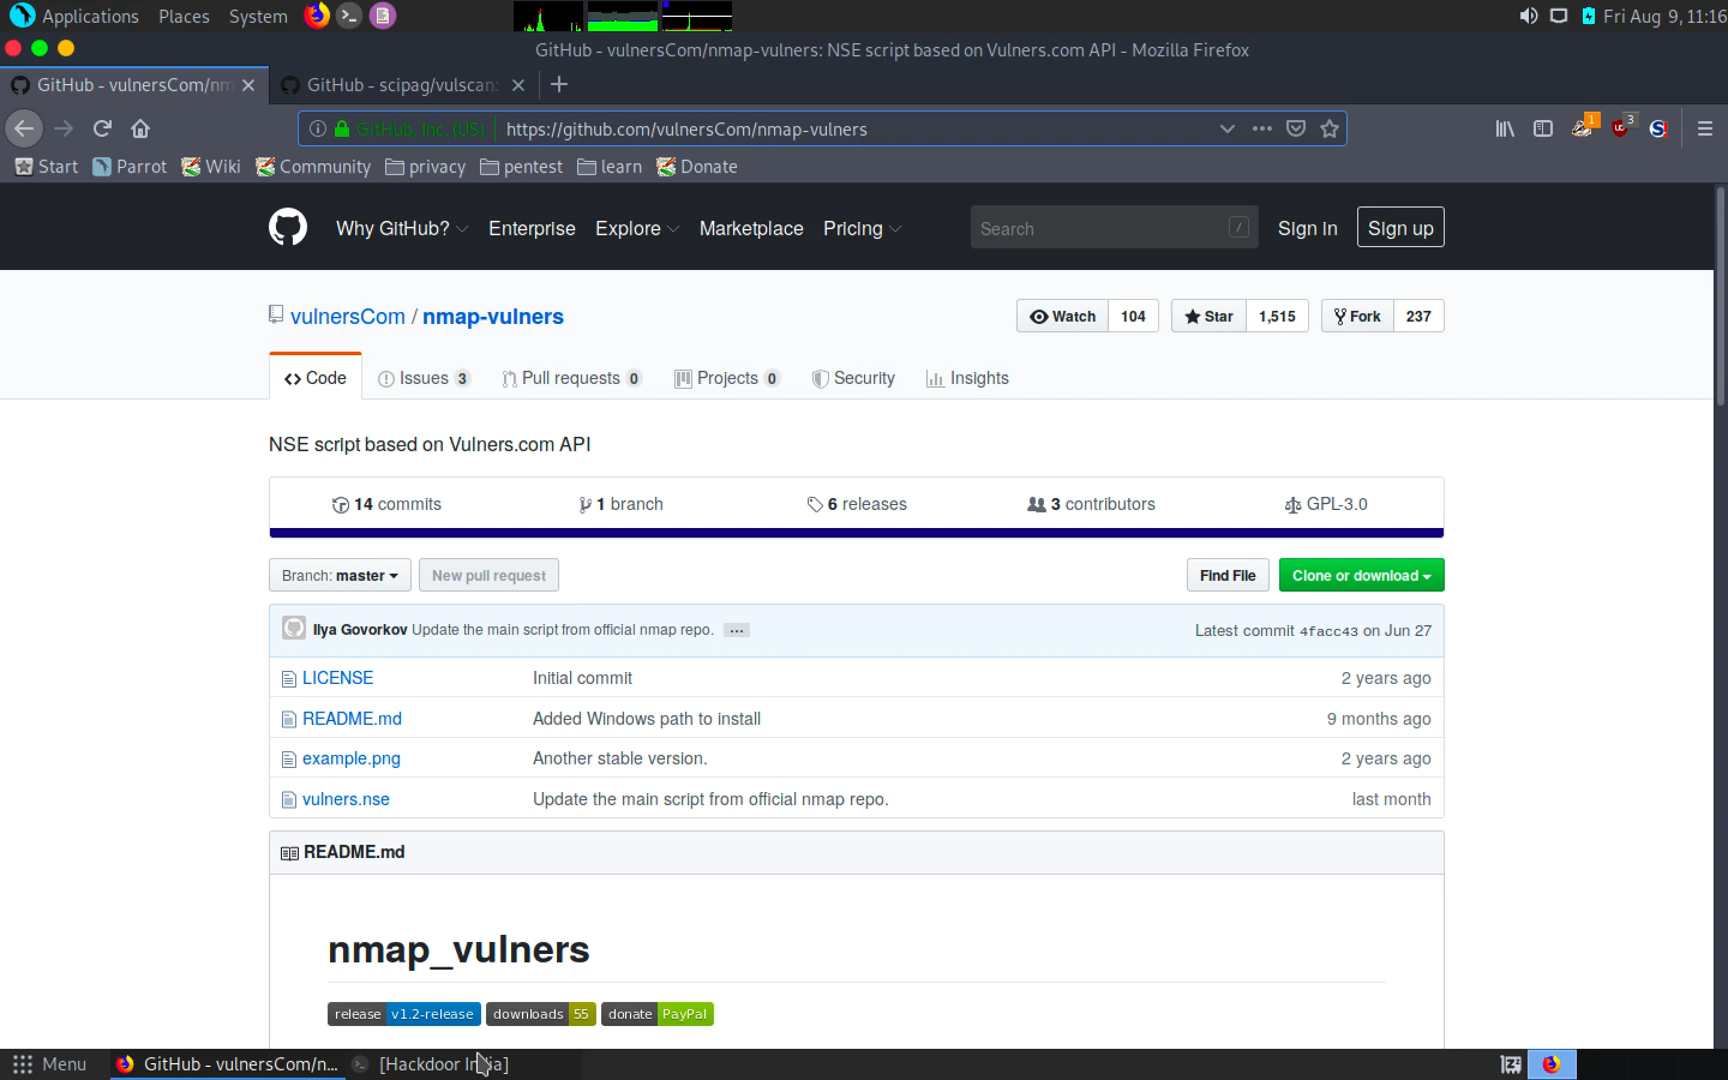 Applications Places System Fri Aug 9, 11:16
GitHub - vulnersCom/nmap-vulners: NSE script based on Vulners.com API - Mozilla Firefox
GitHub - vulnersCom/nm GitHub - scipag/vulscan:
GitHub, Inc. (US) https://github.com/vulnersCom/nmap-vulners 1 3
Start Parrot Wiki Community privacy pentest learn Donate
Why GitHub? Enterprise Explore Marketplace Pricing Search / Sign in Sign up
vulnersCom / nmap-vulners Watch 104 Star 1,515 Fork 237
Code Issues 3 Pull requests 0 Projects 0 Security Insights
NSE script based on Vulners.com API
14 commits 1 branch 6 releases 3 contributors GPL-3.0
Branch: master New pull request Find File Clone or download
Ilya Govorkov Update the main script from official nmap repo. ... Latest commit 4facc43 on Jun 27
LICENSE Initial commit 2 years ago
README.md Added Windows path to install 9 months ago
example.png Another stable version. 2 years ago
vulners.nse Update the main script from official nmap repo. last month
README.md
nmap_vulners
release v1.2-release downloads 55 donate PayPal
Menu GitHub - vulnersCom/n... [Hackdoor India]